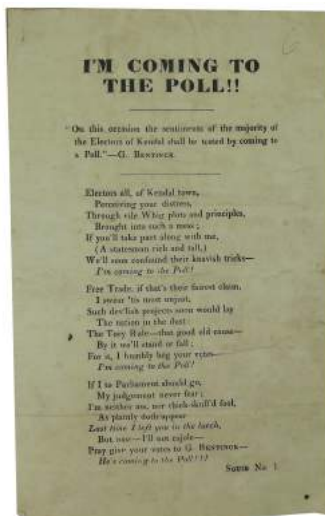 I'M COMING TO
THE POLL!!
"On this occasion the sentiments of the majority of
the Electors of Kendal shall be tested by coming to
a Poll."—G. BENTINCK
Electors all, of Kendal town,
Perceiving your distress,
Through vile Whig plots and principles,
Brought into such a mess;
If you'll take part along with me,
(A statesman rich and tall,)
We'll soon confound their knavish tricks—
I'm coming to the Poll!
Free Trade, if that's their fairest claim,
I swear 'tis most unjust,
Such dev'lish projects soon would lay
The nation in the dust:
The Tory Rule—that good old cause—
By it we'll stand or fall;
For it, I humbly beg your votes—
I'm coming to the Poll!
If I to Parliament should go,
My judgement never fear;
I'm neither ass, nor thick-skull'd fool,
As plainly doth appear
Last time I left you in the lurch,
But now—I'll not cajole—
Pray give your votes to G. BENTINCK—
He's coming to the Poll!!!
SQUIB No. 1